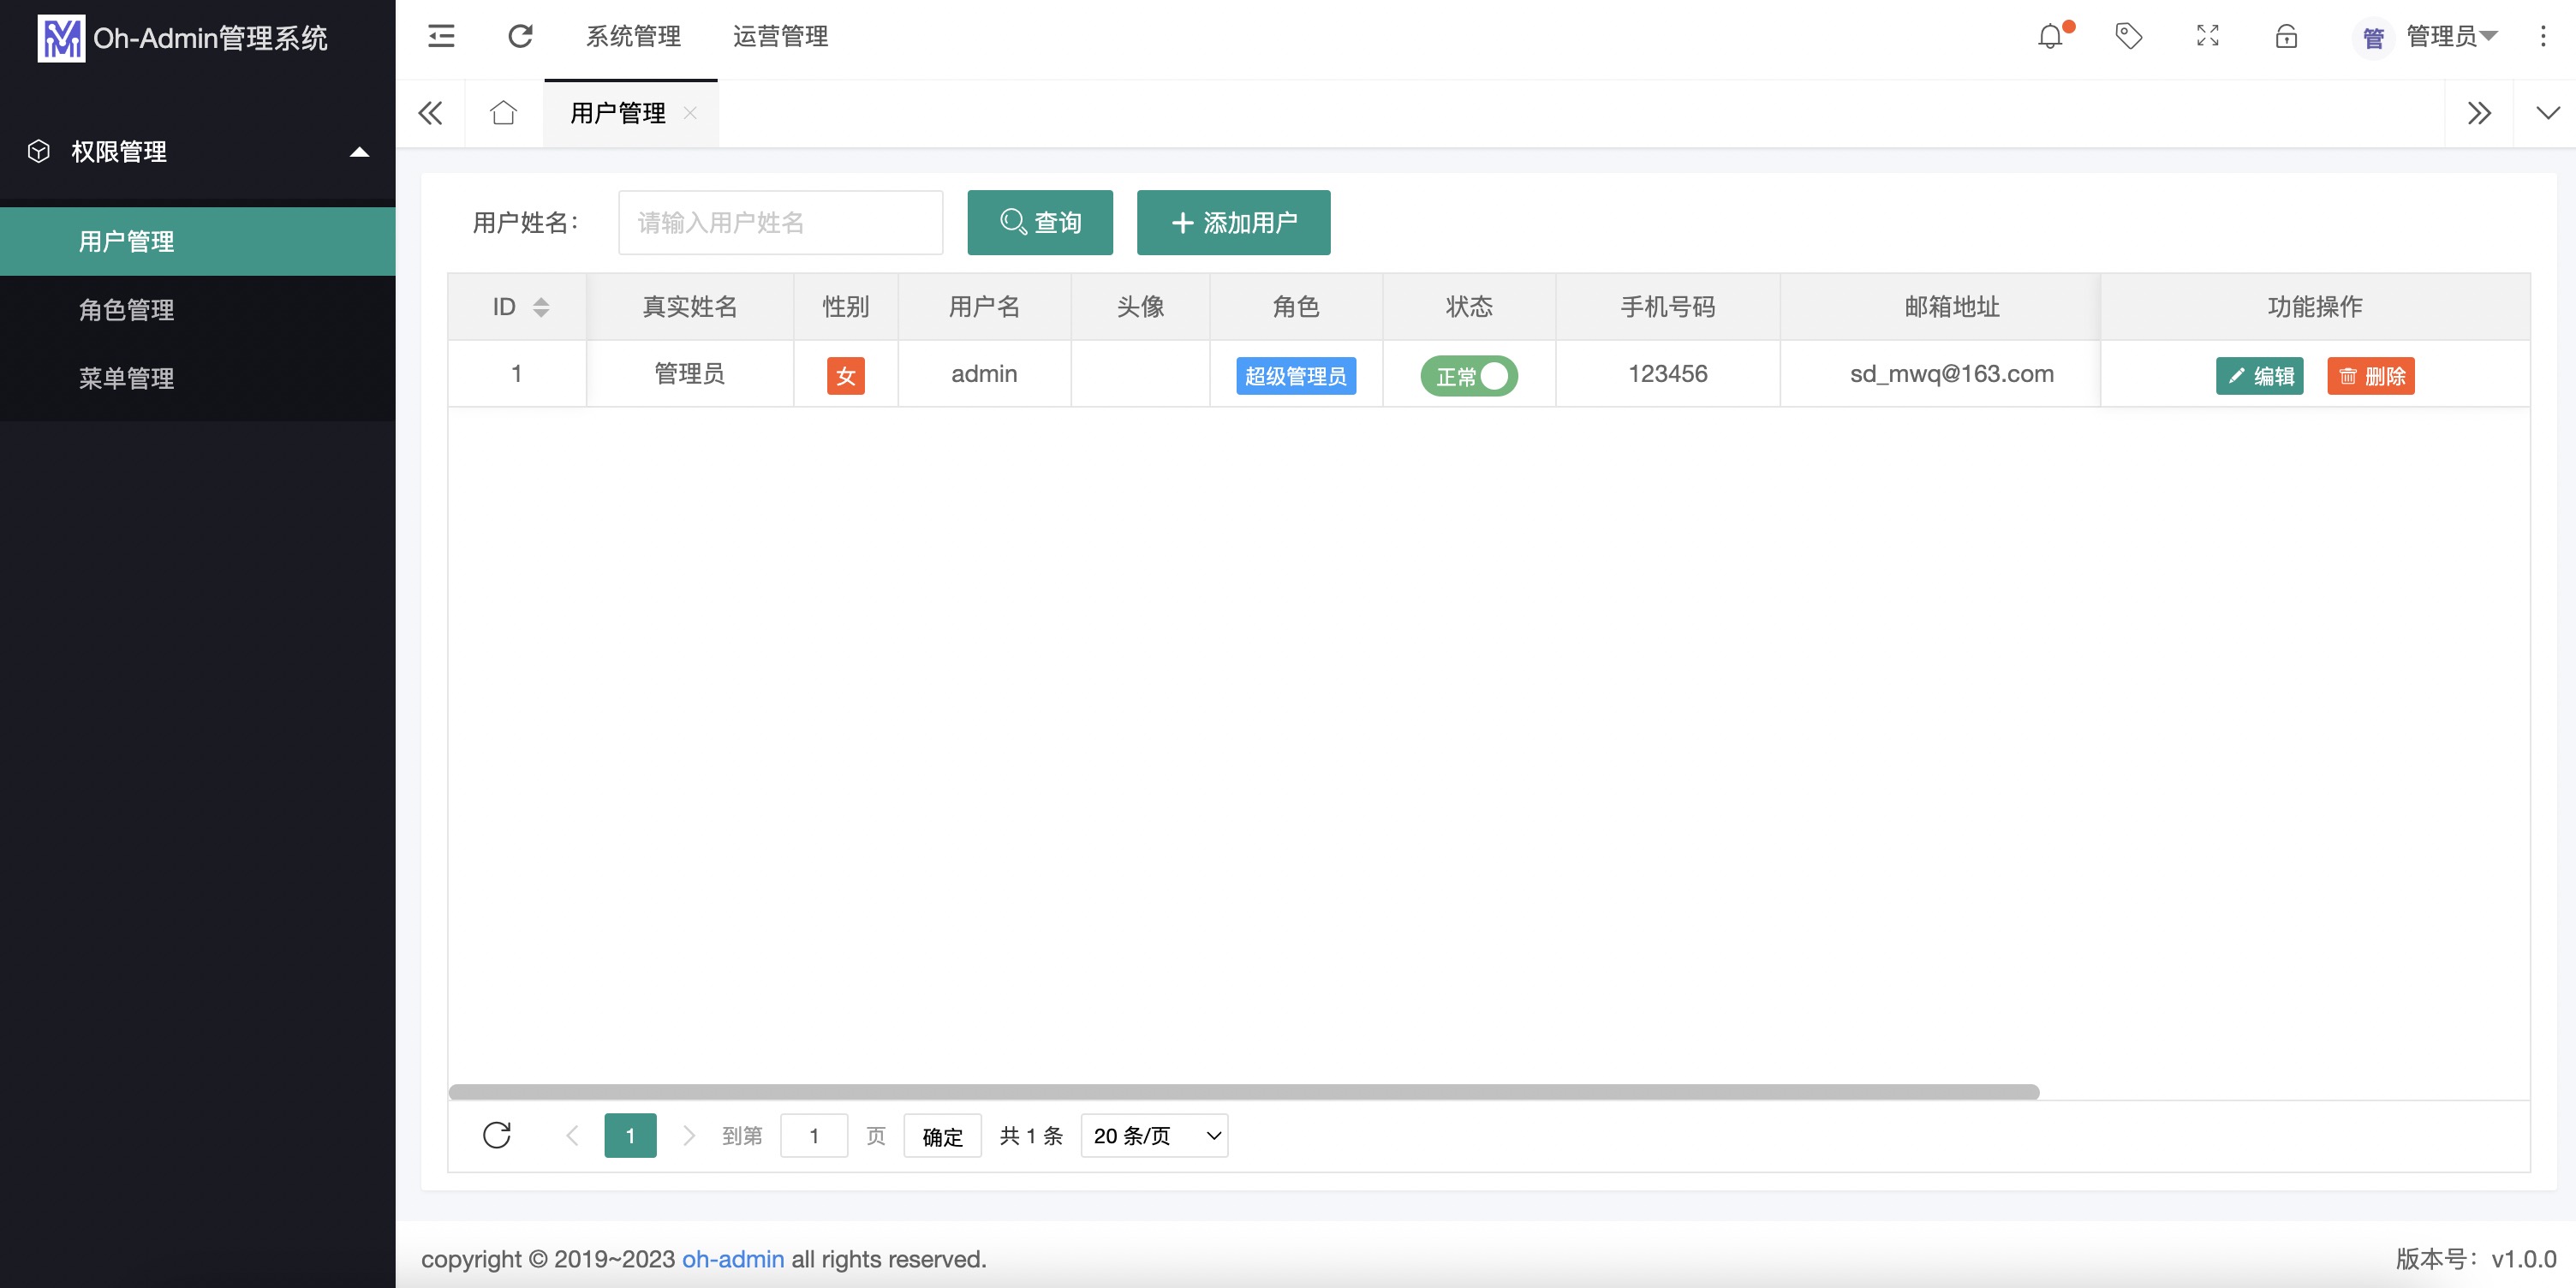 Oh-Admin管理系统
系统管理 运营管理
管 管理员
权限管理
用户管理
角色管理
菜单管理
用户管理
用户姓名： 请输入用户姓名 查询 添加用户
ID 真实姓名 性别 用户名 头像 角色 状态 手机号码 邮箱地址 功能操作
1 管理员 女 admin 超级管理员 正常 123456 sd_mwq@163.com 编辑 删除
1 到第 1 页 确定 共 1 条 20 条/页
copyright © 2019~2023 oh-admin all rights reserved.
版本号：v1.0.0